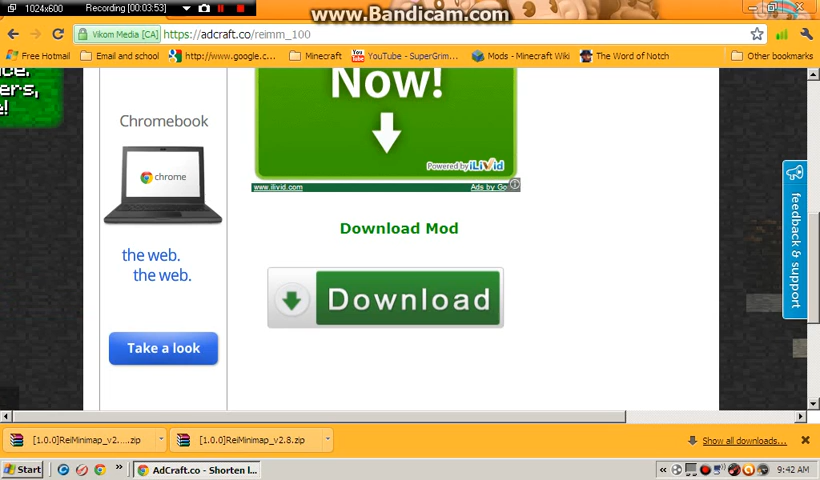 1024x600
Recording [00:03:53]
www.Bandicam.com
Vikom Media [CA]
https://adcraft.co/reimm_100
Free Hotmail
Email and school
http://www.google.c...
Minecraft
YouTube - SuperGrim...
Mods - Minecraft Wiki
The Word of Notch
Other bookmarks
ers,
e!
Now!
Powered by iLivid
www.ilivid.com
Ads by Go
Chromebook
chrome
the web.
the web.
Take a look
Download Mod
Download
feedback & support
[1.0.0]ReiMinimap_v2....zip
[1.0.0]ReiMinimap_v2.8.zip
Show all downloads...
Start
AdCraft.co - Shorten l...
9:42 AM